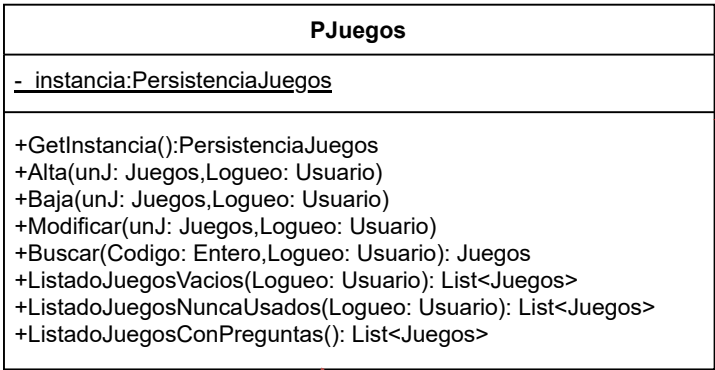 PJuegos
- _instancia:PersistenciaJuegos
+GetInstancia():PersistenciaJuegos
+Alta(unJ: Juegos,Logueo: Usuario)
+Baja(unJ: Juegos,Logueo: Usuario)
+Modificar(unJ: Juegos,Logueo: Usuario)
+Buscar(Codigo: Entero,Logueo: Usuario): Juegos
+ListadoJuegosVacios(Logueo: Usuario): List<Juegos>
+ListadoJuegosNuncaUsados(Logueo: Usuario): List<Juegos>
+ListadoJuegosConPreguntas(): List<Juegos>